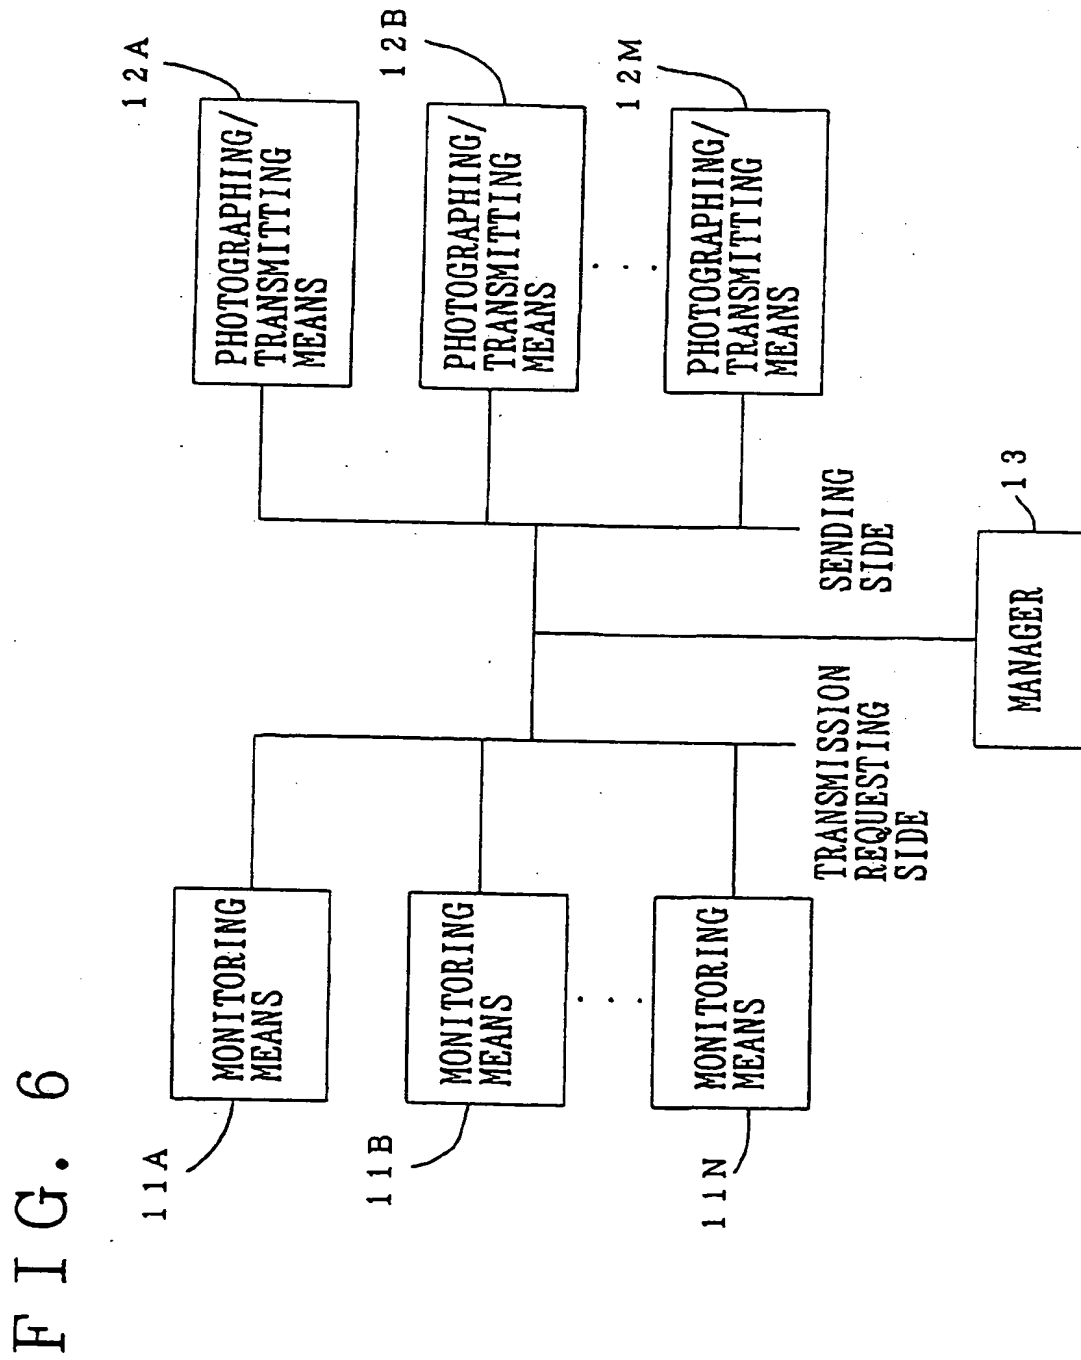 FIG. 6
11A
MONITORING
MEANS
11B
MONITORING
MEANS
11N
MONITORING
MEANS
TRANSMISSION
REQUESTING
SIDE
12A
PHOTOGRAPHING/
TRANSMITTING
MEANS
12B
PHOTOGRAPHING/
TRANSMITTING
MEANS
12M
PHOTOGRAPHING/
TRANSMITTING
MEANS
SENDING
SIDE
13
MANAGER